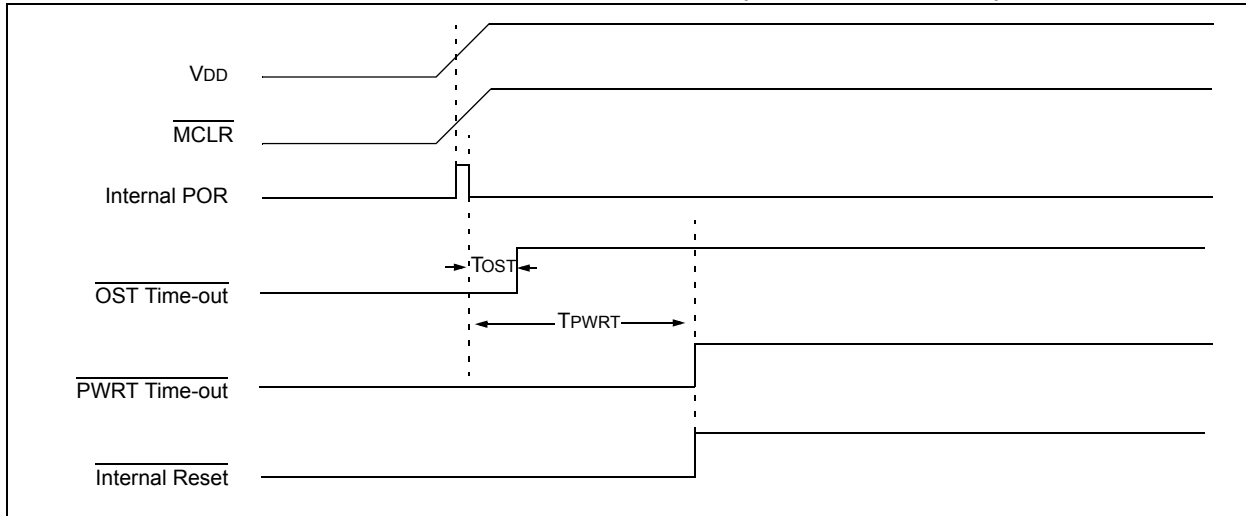 VDD
MCLR
Internal POR
TOST
OST Time-out
TPWRT
PWRT Time-out
Internal Reset